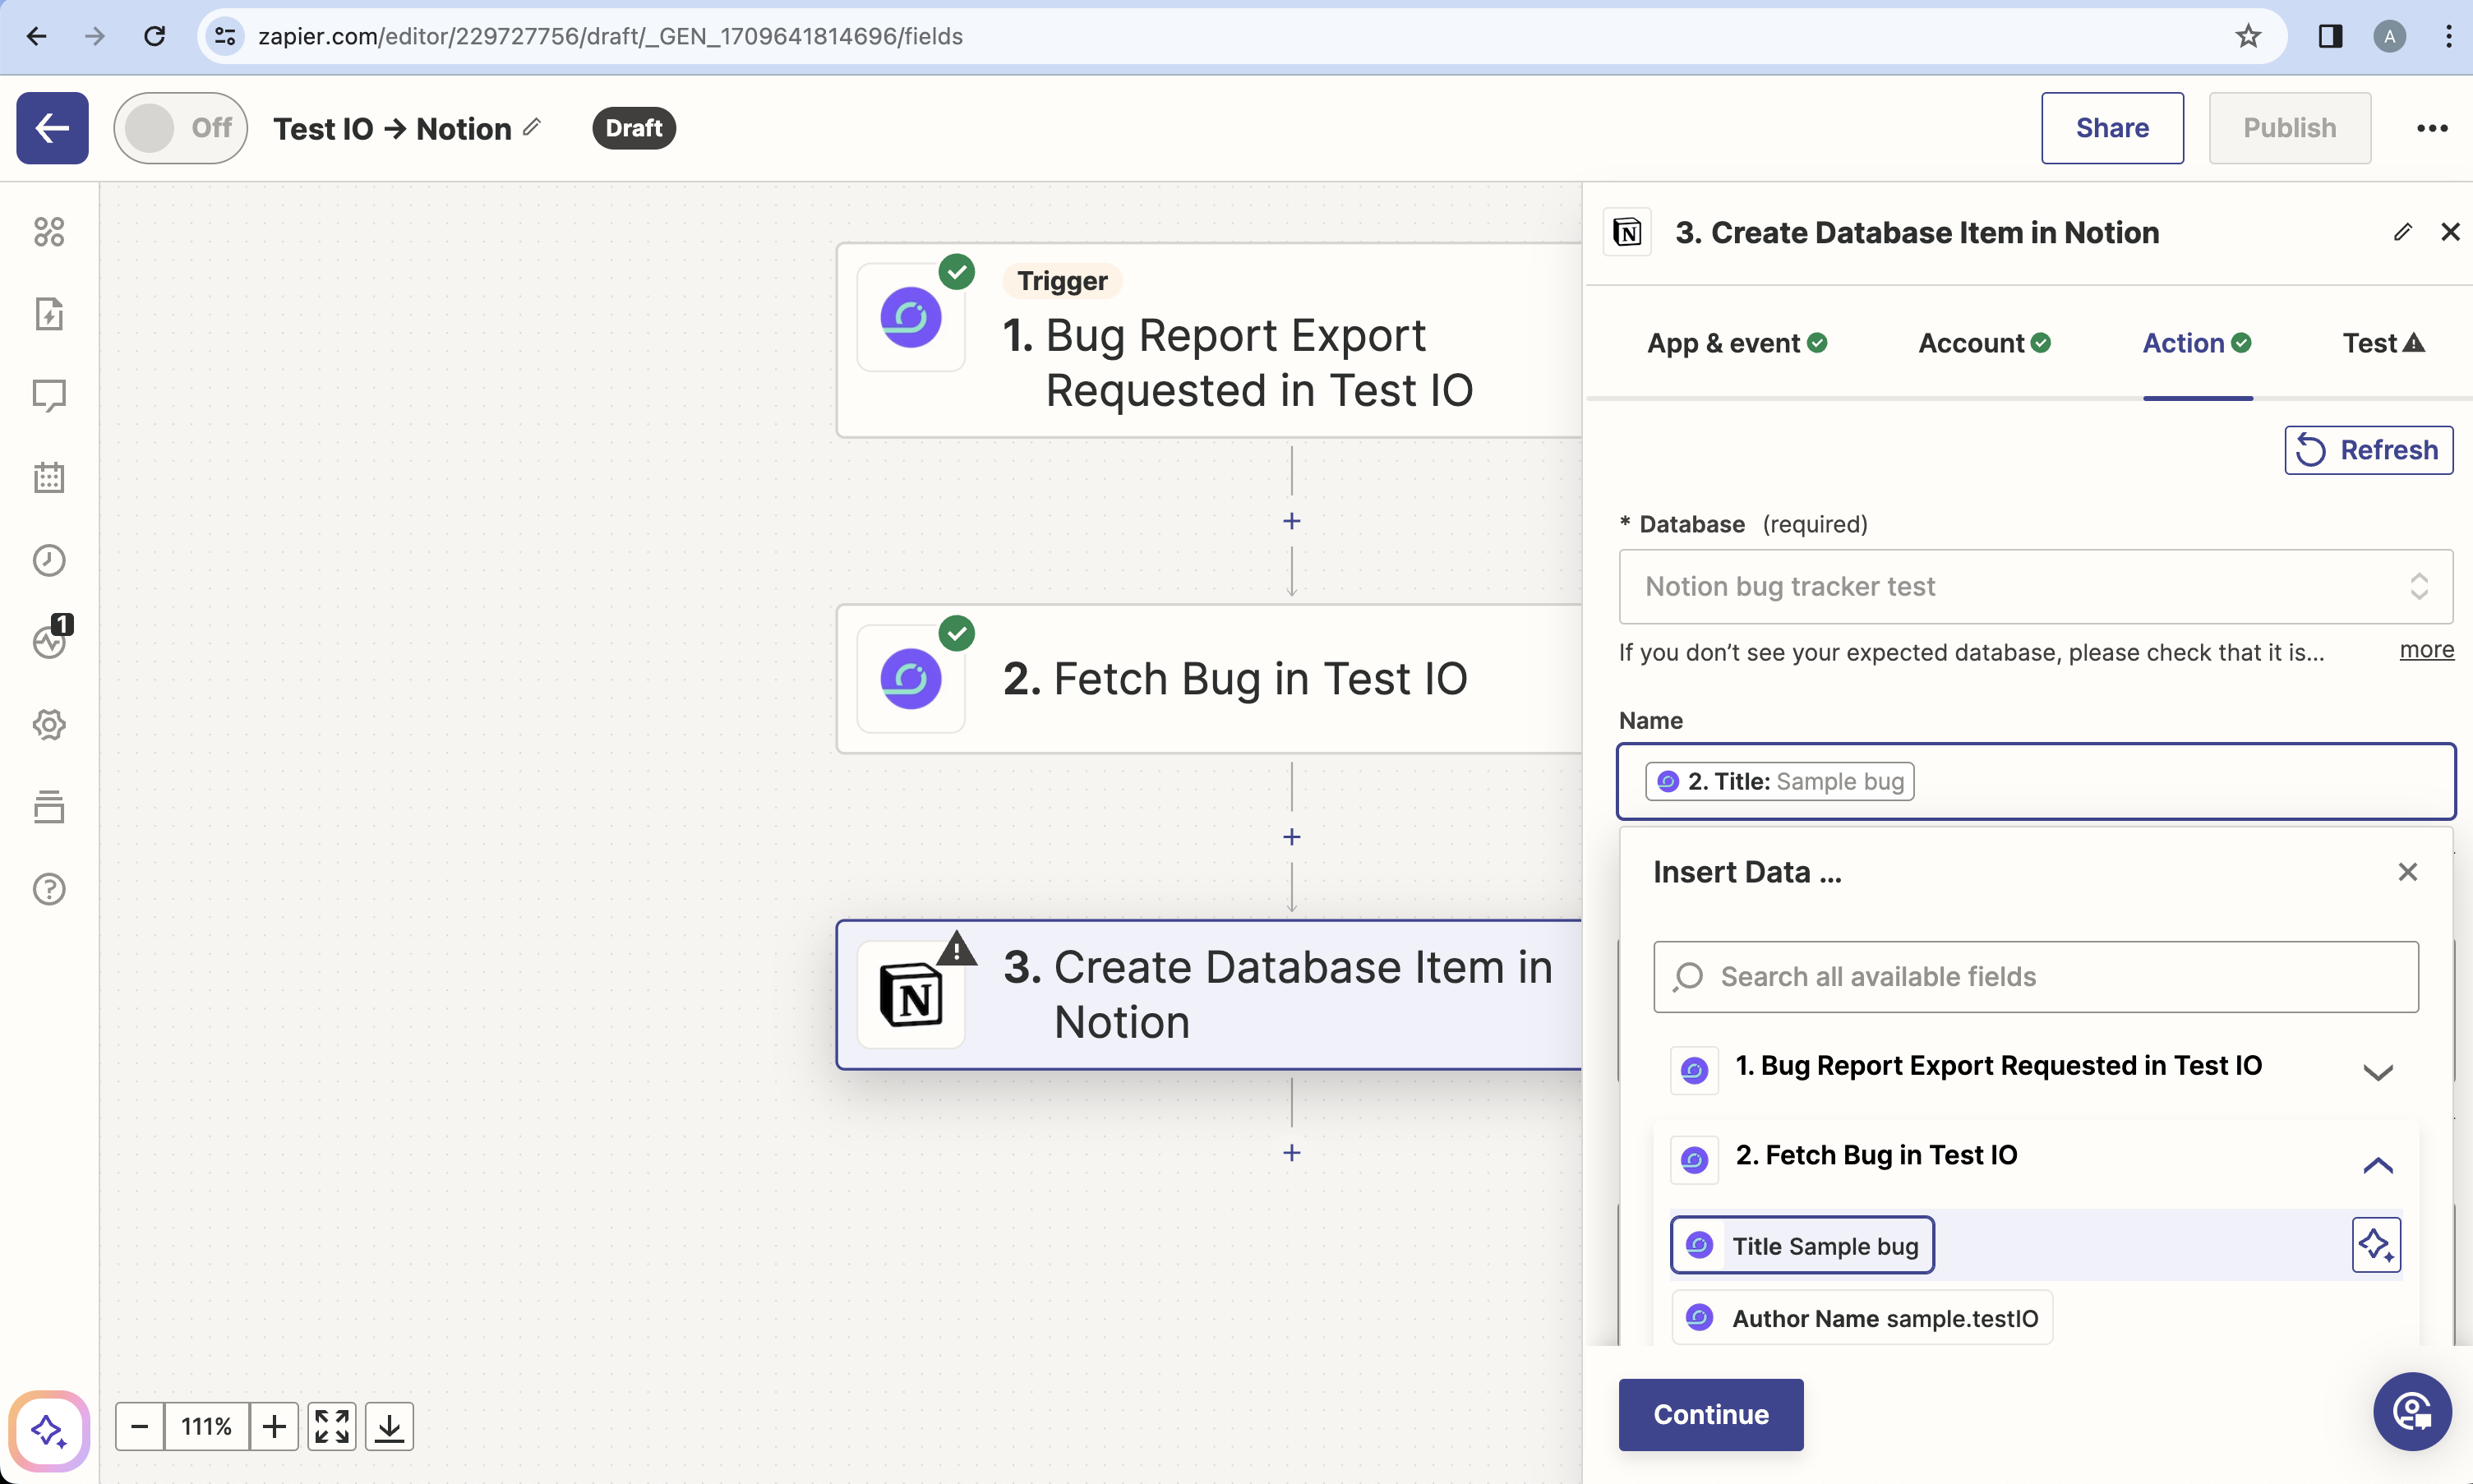 zapier.com/editor/229727756/draft/_GEN_1709641814696/fields
A
Off
Test IO → Notion
Draft
Share
Publish
Trigger
1. Bug Report Export
Requested in Test IO
2. Fetch Bug in Test IO
3. Create Database Item in
Notion
1
111%
3. Create Database Item in Notion
App & event
Account
Action
Test
Refresh
* Database (required)
Notion bug tracker test
If you don't see your expected database, please check that it is...
more
Name
2. Title: Sample bug
Insert Data ...
Search all available fields
1. Bug Report Export Requested in Test IO
2. Fetch Bug in Test IO
Title Sample bug
Author Name sample.testIO
Continue